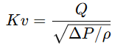 Kv = Q / √ΔP/ρ